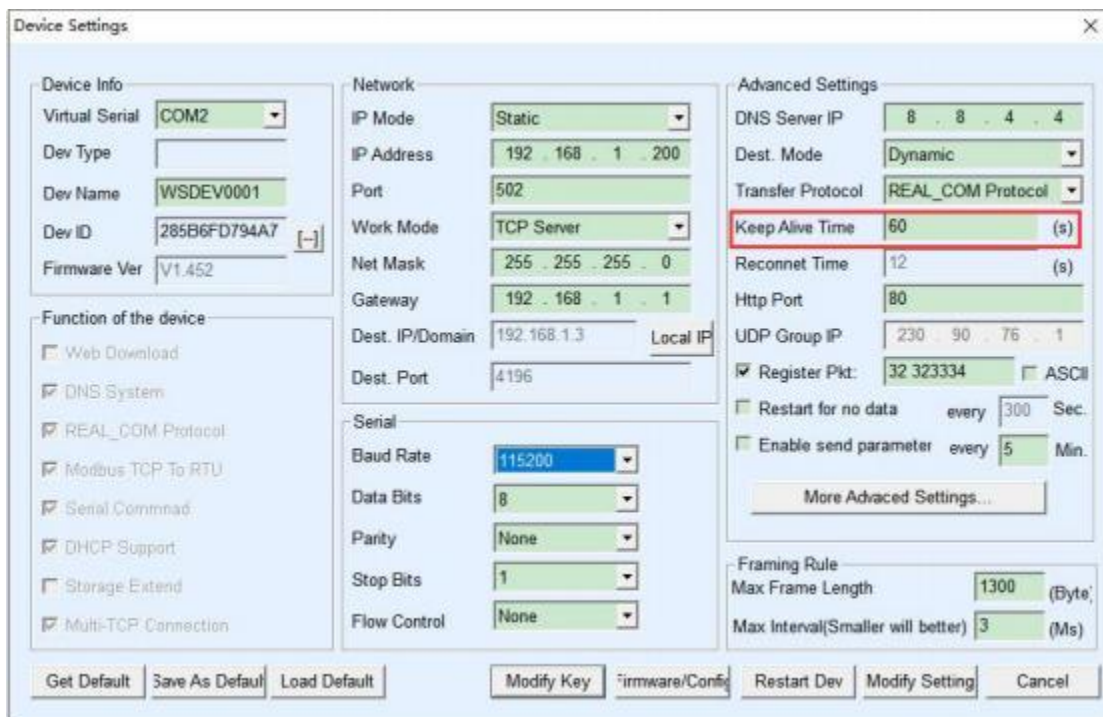 Device Settings
Device Info
Virtual Serial COM2
Dev Type
Dev Name WSDEV0001
Dev ID 285B6FD794A7 [--]
Firmware Ver V1.452
Function of the device
Web Download
DNS System
REAL_COM Protocol
Modbus TCP To RTU
Serial Commnad
DHCP Support
Storage Extend
Multi-TCP Connection
Network
IP Mode Static
IP Address 192 . 168 . 1 . 200
Port 502
Work Mode TCP Server
Net Mask 255 . 255 . 255 . 0
Gateway 192 . 168 . 1 . 1
Dest. IP/Domain 192.168.1.3 Local IP
Dest. Port 4196
Serial
Baud Rate 115200
Data Bits 8
Parity None
Stop Bits 1
Flow Control None
Advanced Settings
DNS Server IP 8 . 8 . 4 . 4
Dest. Mode Dynamic
Transfer Protocol REAL_COM Protocol
Keep Alive Time 60 (s)
Reconnet Time 12 (s)
Http Port 80
UDP Group IP 230 . 90 . 76 . 1
Register Pkt: 32 323334 ASCII
Restart for no data every 300 Sec.
Enable send parameter every 5 Min.
More Advaced Settings...
Framing Rule
Max Frame Length 1300 (Byte)
Max Interval(Smaller will better) 3 (Ms)
Get Default Save As Defaul Load Default Modify Key Firmware/Config Restart Dev Modify Setting Cancel